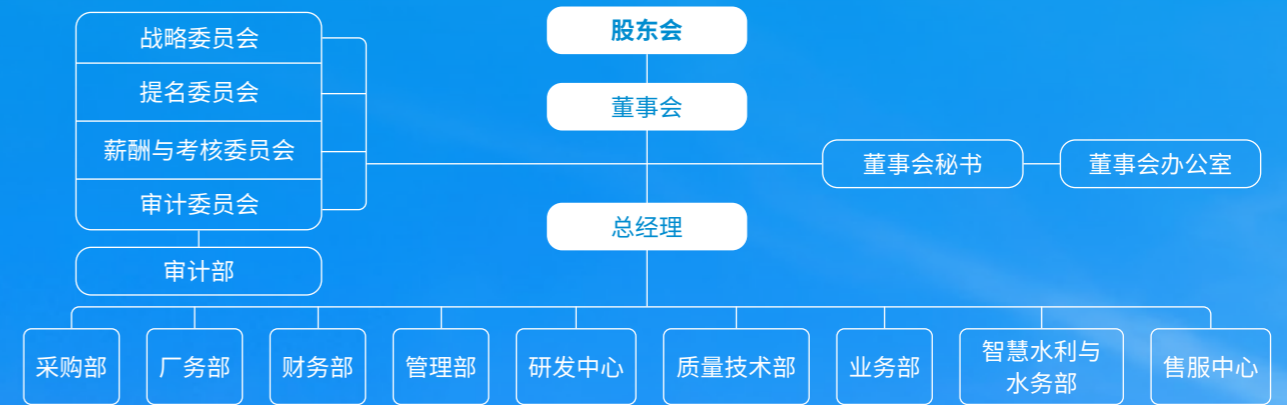 股东会
董事会
战略委员会
提名委员会
薪酬与考核委员会
审计委员会
董事会秘书
董事会办公室
总经理
审计部
采购部
厂务部
财务部
管理部
研发中心
质量技术部
业务部
智慧水利与
水务部
售服中心